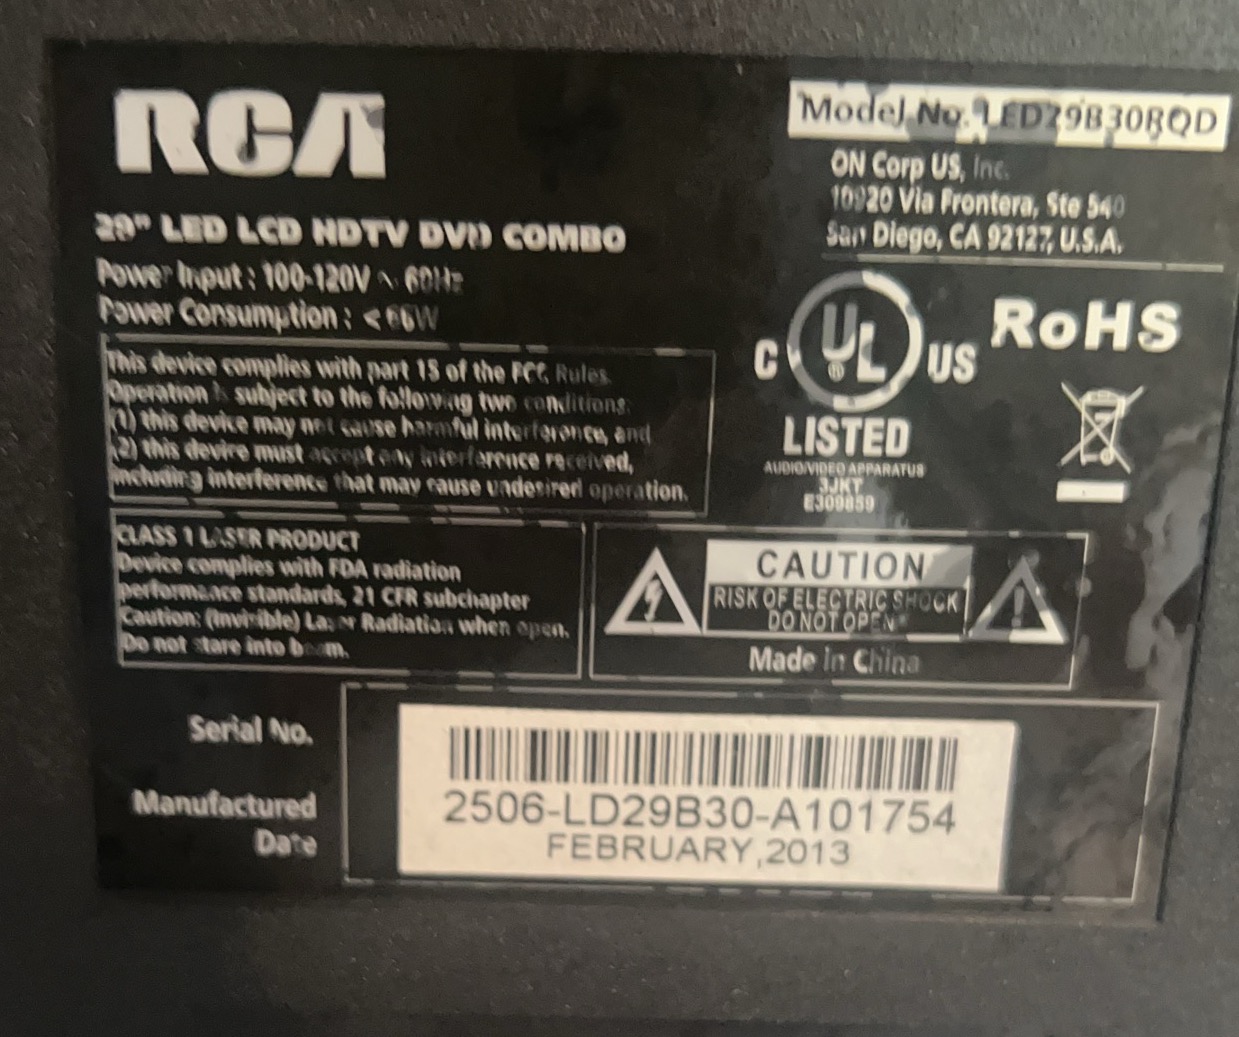 RCA
Model No. LED29B30RQD
ON Corp US, Inc.
10920 Via Frontera, Ste 540
San Diego, CA 92127, U.S.A.
29" LED LCD HDTV DVD COMBO
Power Input : 100-120V ~ 60Hz
Power Consumption : < 66W
This device complies with part 15 of the FCC Rules.
Operation is subject to the following two conditions:
(1) this device may not cause harmful interference, and
(2) this device must accept any interference received,
including interference that may cause undesired operation.
C UL ® US
LISTED
AUDIO/VIDEO APPARATUS
3JKT
E309859
RoHS
CLASS 1 LASER PRODUCT
Device complies with FDA radiation
performance standards, 21 CFR subchapter
Caution: (Invisible) Laser Radiation when open.
Do not stare into beam.
CAUTION
RISK OF ELECTRIC SHOCK
DO NOT OPEN
Made in China
Serial No.
Manufactured
Date
2506-LD29B30-A101754
FEBRUARY,2013